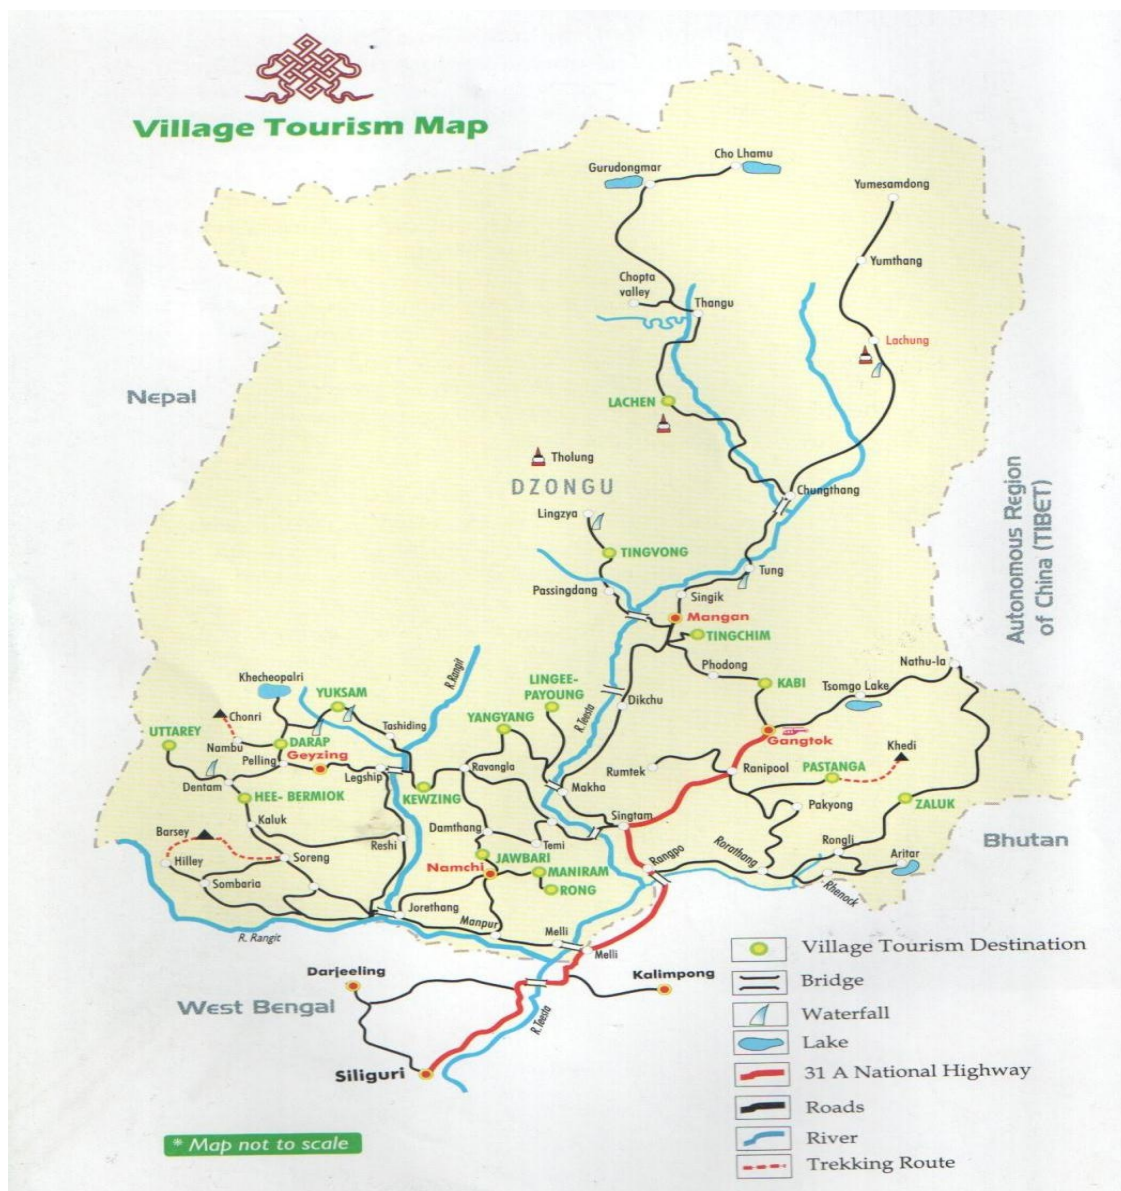 Village Tourism Map
Cho Lhamu
Gurudongmar
Yumesamdong
Yumthang
Chopta
valley
Thangu
Lachung
Nepal
LACHEN
Tholung
DZONGU
Chungthang
Lingzya
Autonomous Region
of China (TIBET)
TINGVONG
Tung
Passingdang
Singik
Mangan
TINGCHIM
Phodong
Nathu-la
Khecheopalri
R.Rangit
LINGEE-
PAYOUNG
KABI
Tsomgo Lake
YUKSAM
Dikchu
Chonri
Tashiding
YANGYANG
R.Teesta
UTTAREY
Nambu
DARAP
Gangtok
Geyzing
Khedi
Pelling
Legship
Ravangla
Rumtek
Ranipool
PASTANGA
Dentam
KEWZING
Makha
HEE- BERMIOK
Pakyong
ZALUK
Kaluk
Singtam
Barsey
Reshi
Damthang
Temi
Rorathang
Rongli
Bhutan
Hilley
Soreng
JAWBARI
Rangpo
Aritar
Namchi
MANIRAM
Sombaria
RONG
Rhenock
Jorethang
Manpur
R. Rangit
Melli
Melli
Darjeeling
Kalimpong
West Bengal
R.Teesta
Siliguri
Village Tourism Destination
Bridge
Waterfall
Lake
31 A National Highway
Roads
River
Trekking Route
* Map not to scale